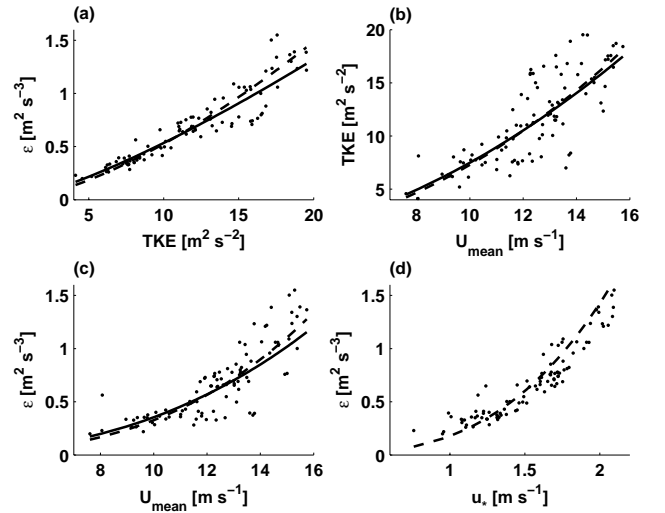 (a)
1.5
1
0.5
0
ε [m² s⁻³]
5 10 15 20
TKE [m² s⁻²]
(b)
20
15
10
5
TKE [m² s⁻²]
8 10 12 14 16
U_mean [m s⁻¹]
(c)
1.5
1
0.5
0
ε [m² s⁻³]
8 10 12 14 16
U_mean [m s⁻¹]
(d)
1.5
1
0.5
0
ε [m² s⁻³]
1 1.5 2
u_* [m s⁻¹]